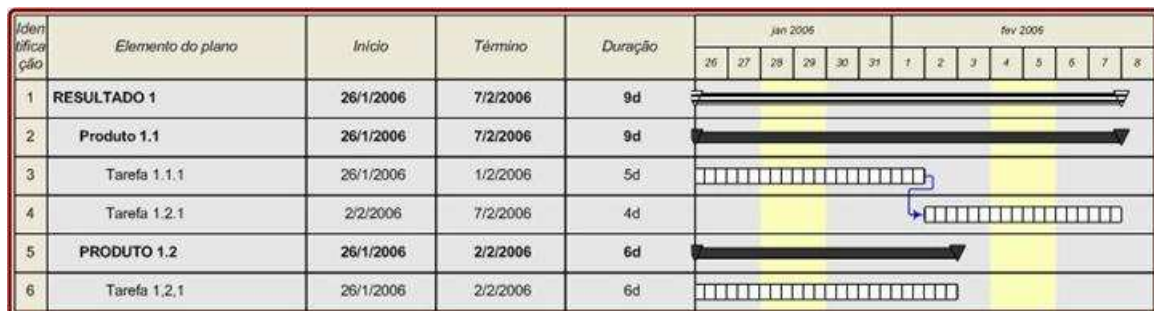 Iden Elemento do plano Início Término Duração jan 2006 fev 2006
tifica
ção 26 27 28 29 30 31 1 2 3 4 5 6 7 8
1 RESULTADO 1 26/1/2006 7/2/2006 9d
2 Produto 1.1 26/1/2006 7/2/2006 9d
3 Tarefa 1.1.1 26/1/2006 1/2/2006 5d
4 Tarefa 1.2.1 2/2/2006 7/2/2006 4d
5 PRODUTO 1.2 26/1/2006 2/2/2006 6d
6 Tarefa 1,2,1 26/1/2006 2/2/2006 6d